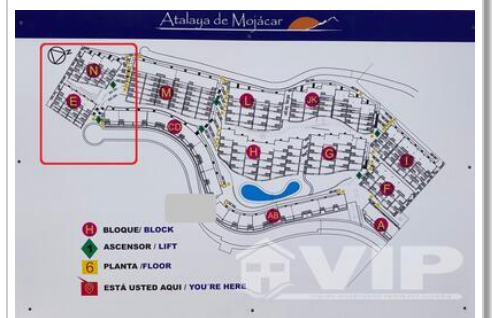 Atalaya de Mojácar
N
N
E
M
L
JK
CD
H
G
I
F
AB
A
H BLOQUE/ BLOCK
1 ASCENSOR / LIFT
6 PLANTA /FLOOR
ESTÁ USTED AQUI / YOU'RE HERE
VIP